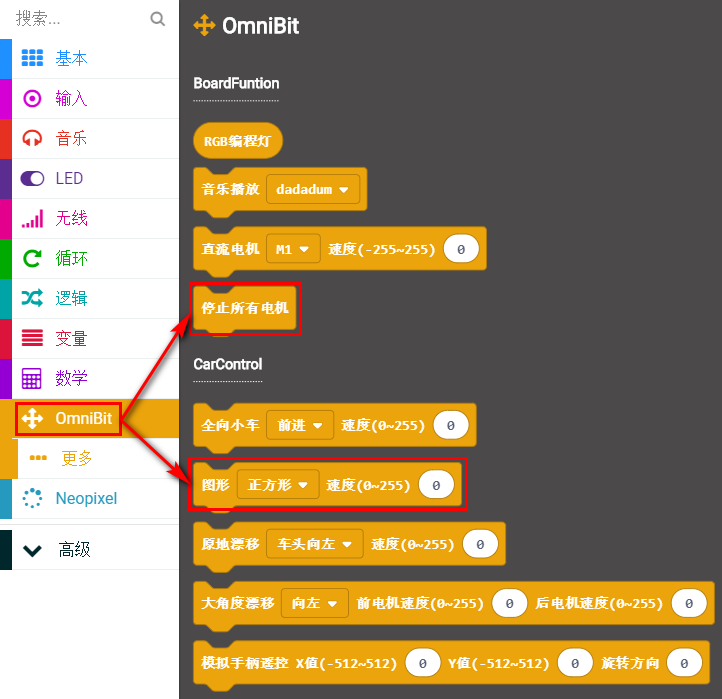 搜索...
基本
输入
音乐
LED
无线
循环
逻辑
变量
数学
OmniBit
更多
Neopixel
高级
OmniBit
BoardFuntion
RGB编程灯
音乐播放 dadadum
直流电机 M1 速度(-255~255) 0
停止所有电机
CarControl
全向小车 前进 速度(0~255) 0
图形 正方形 速度(0~255) 0
原地漂移 车头向左 速度(0~255) 0
大角度漂移 向左 前电机速度(0~255) 0 后电机速度(0~255) 0
模拟手柄遥控 X值(-512~512) 0 Y值(-512~512) 0 旋转方向 0